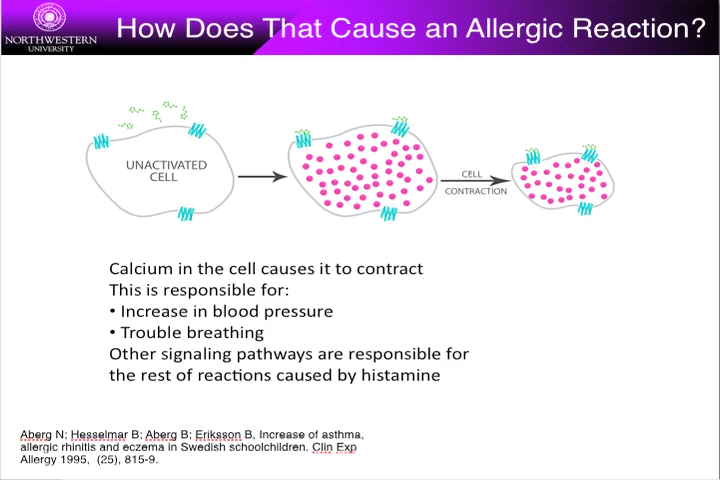 NORTHWESTERN
UNIVERSITY
How Does That Cause an Allergic Reaction?
UNACTIVATED
CELL
CELL
CONTRACTION
Calcium in the cell causes it to contract
This is responsible for:
• Increase in blood pressure
• Trouble breathing
Other signaling pathways are responsible for
the rest of reactions caused by histamine
Aberg N; Hesselmar B; Aberg B; Eriksson B, Increase of asthma,
allergic rhinitis and eczema in Swedish schoolchildren. Clin Exp
Allergy 1995, (25), 815-9.